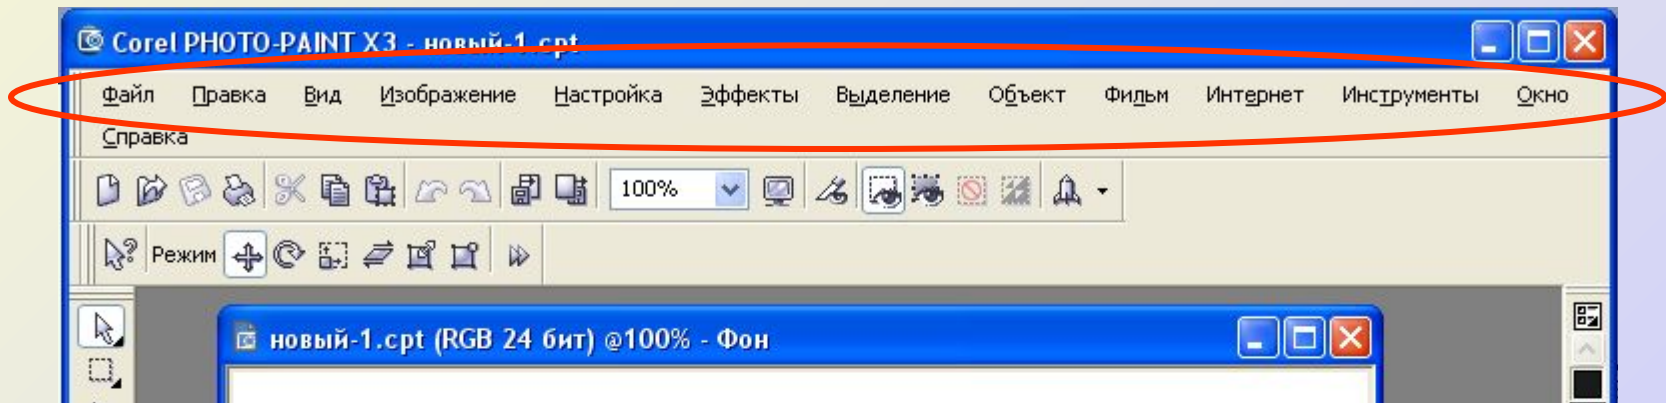 Corel PHOTO-PAINT X3 - новый-1.cpt
Файл Правка Вид Изображение Настройка Эффекты Выделение Объект Фильм Интернет Инструменты Окно
Справка
100%
Режим
новый-1.cpt (RGB 24 бит) @100% - Фон